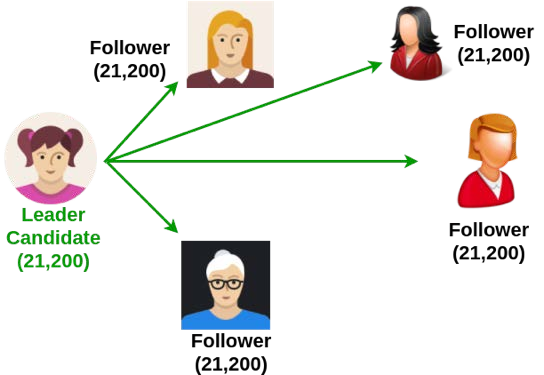 Follower
(21,200)
Follower
(21,200)
Leader
Candidate
(21,200)
Follower
(21,200)
Follower
(21,200)